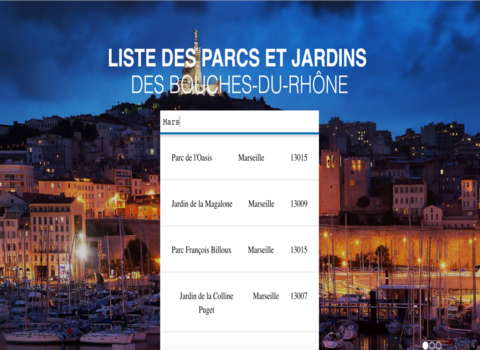 LISTE DES PARCS ET JARDINS
DES BOUCHES-DU-RHÔNE
Mars
Parc de l'Oasis Marseille 13015
Jardin de la Magalone Marseille 13009
Parc François Billoux Marseille 13015
Jardin de la Colline Puget Marseille 13007